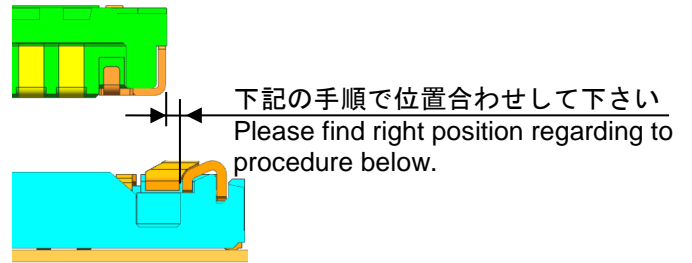 下記の手順で位置合わせして下さい
Please find right position regarding to
procedure below.